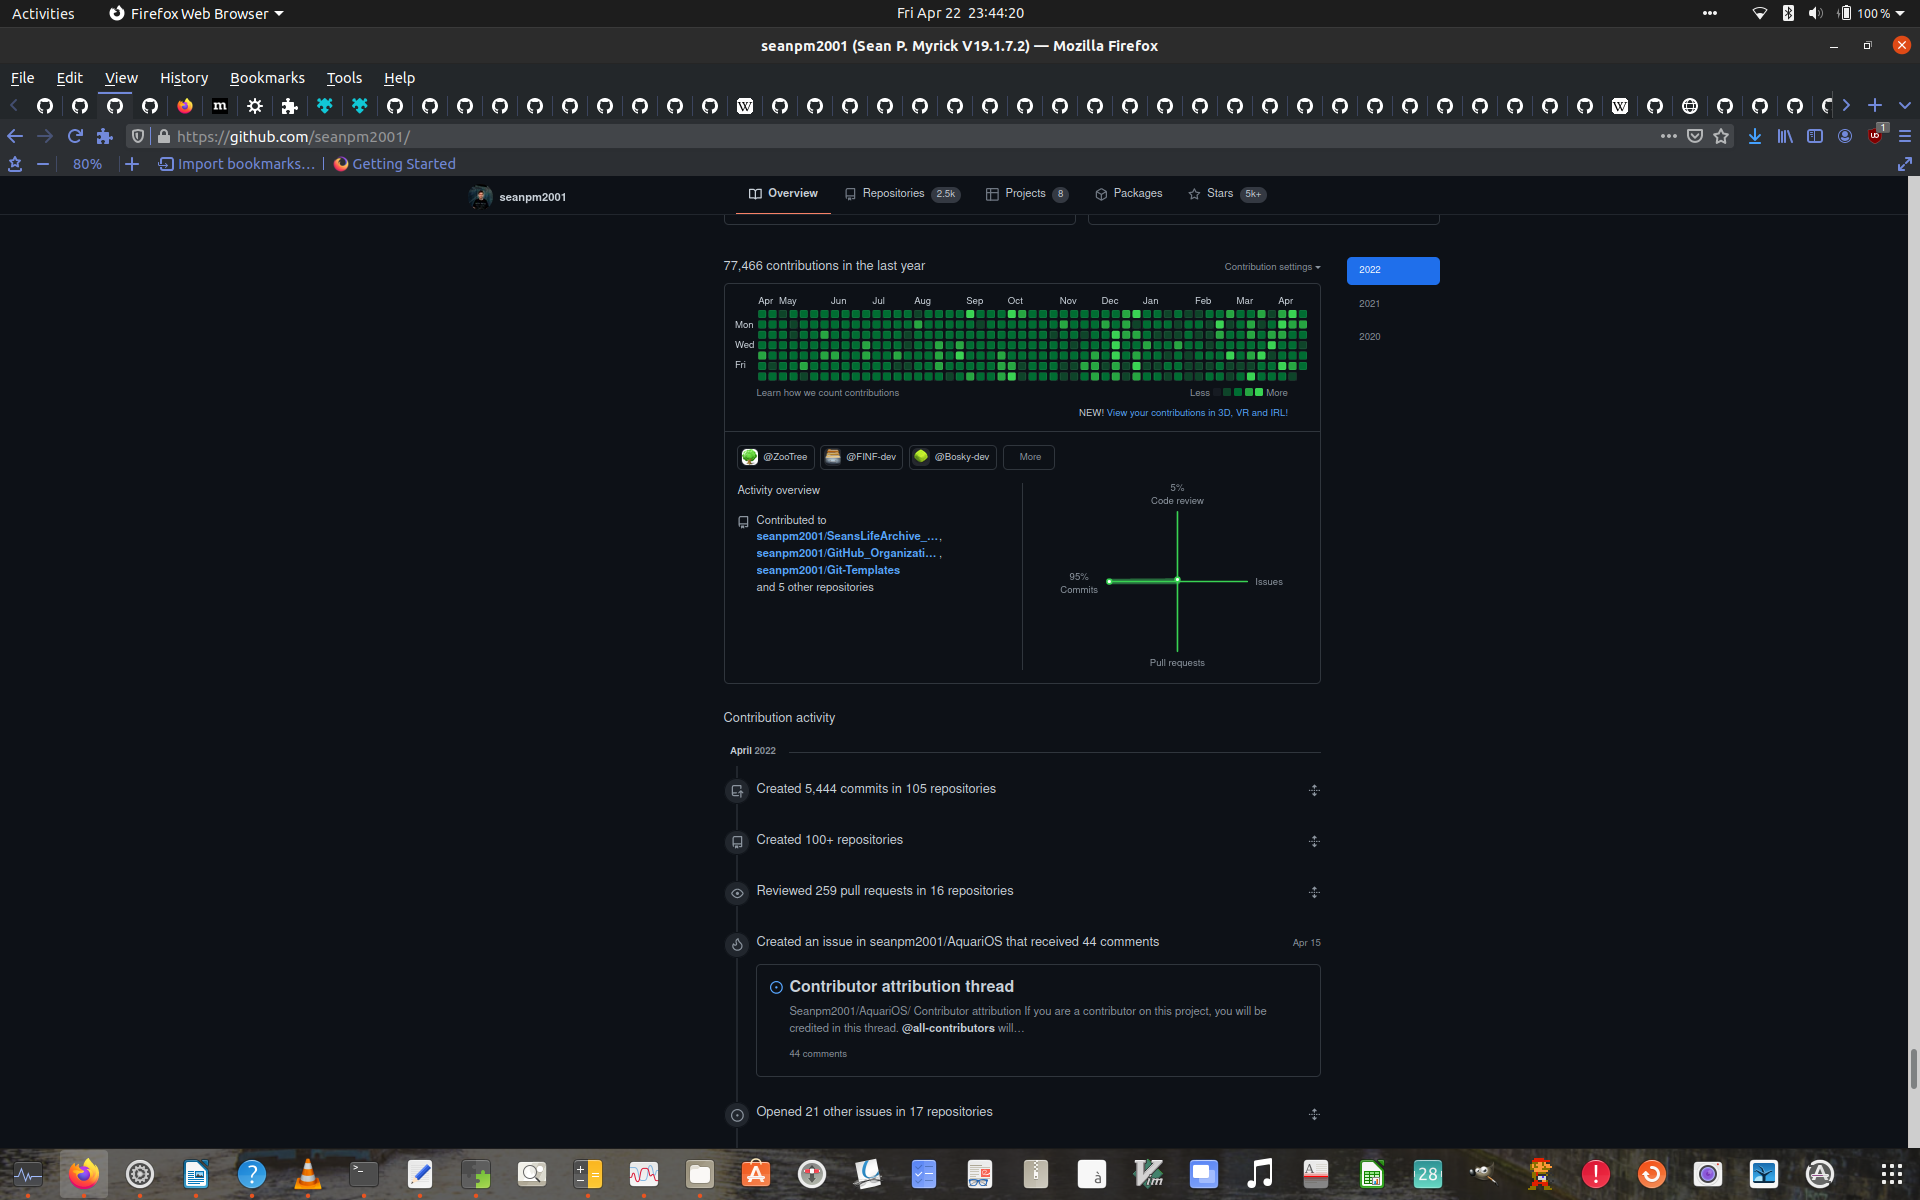 Activities
Firefox Web Browser
Fri Apr 22 23:44:20
100 %
seanpm2001 (Sean P. Myrick V19.1.7.2) — Mozilla Firefox
File Edit View History Bookmarks Tools Help
https://github.com/seanpm2001/
1
80%
Import bookmarks...
Getting Started
seanpm2001
Overview
Repositories 2.5k
Projects 8
Packages
Stars 5k+
77,466 contributions in the last year
Contribution settings
2022
2021
2020
Apr May Jun Jul Aug Sep Oct Nov Dec Jan Feb Mar Apr
Mon
Wed
Fri
Learn how we count contributions
Less More
NEW! View your contributions in 3D, VR and IRL!
@ZooTree
@FINF-dev
@Bosky-dev
More
Activity overview
Contributed to
seanpm2001/SeansLifeArchive_…,
seanpm2001/GitHub_Organizati… ,
seanpm2001/Git-Templates
and 5 other repositories
5%
Code review
95%
Commits
Issues
Pull requests
Contribution activity
April 2022
Created 5,444 commits in 105 repositories
Created 100+ repositories
Reviewed 259 pull requests in 16 repositories
Created an issue in seanpm2001/AquariOS that received 44 comments
Apr 15
Contributor attribution thread
Seanpm2001/AquariOS/ Contributor attribution If you are a contributor on this project, you will be
credited in this thread. @all-contributors will…
44 comments
Opened 21 other issues in 17 repositories
28